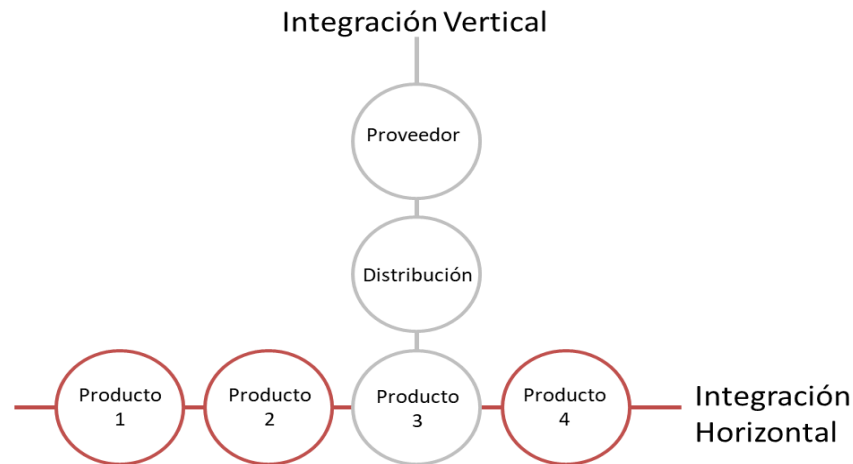 Integración Vertical
Proveedor
Distribución
Producto
1
Producto
2
Producto
3
Producto
4
Integración
Horizontal